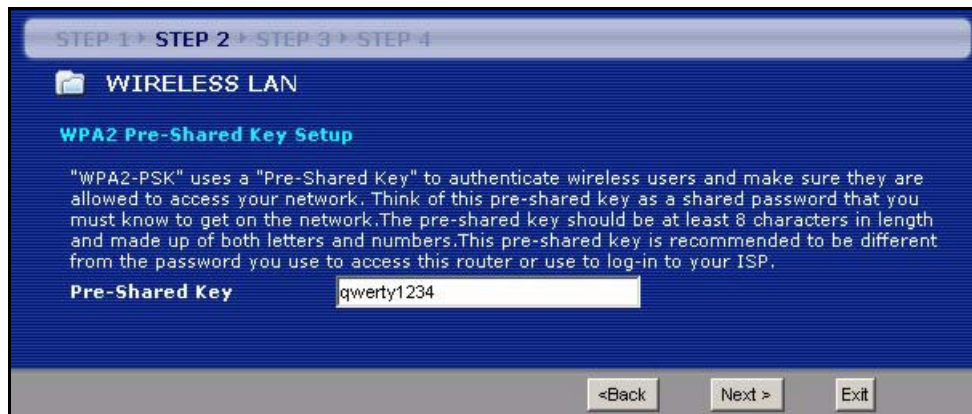 STEP 1 STEP 2 STEP 3 STEP 4
WIRELESS LAN
WPA2 Pre-Shared Key Setup
"WPA2-PSK" uses a "Pre-Shared Key" to authenticate wireless users and make sure they are
allowed to access your network. Think of this pre-shared key as a shared password that you
must know to get on the network.The pre-shared key should be at least 8 characters in length
and made up of both letters and numbers.This pre-shared key is recommended to be different
from the password you use to access this router or use to log-in to your ISP.
Pre-Shared Key qwerty1234
<Back Next > Exit